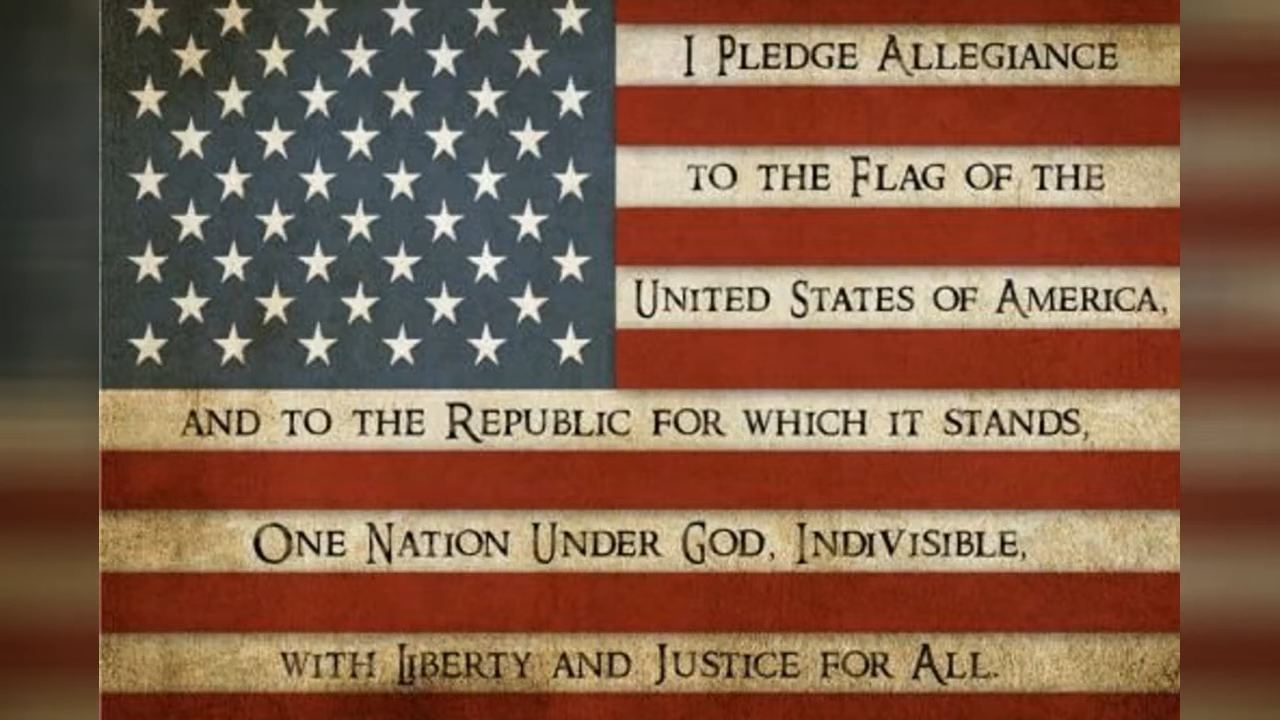 I Pledge Allegiance
to the Flag of the
United States of America,
and to the Republic for which it stands,
One Nation Under God, Indivisible,
with Liberty and Justice for All.